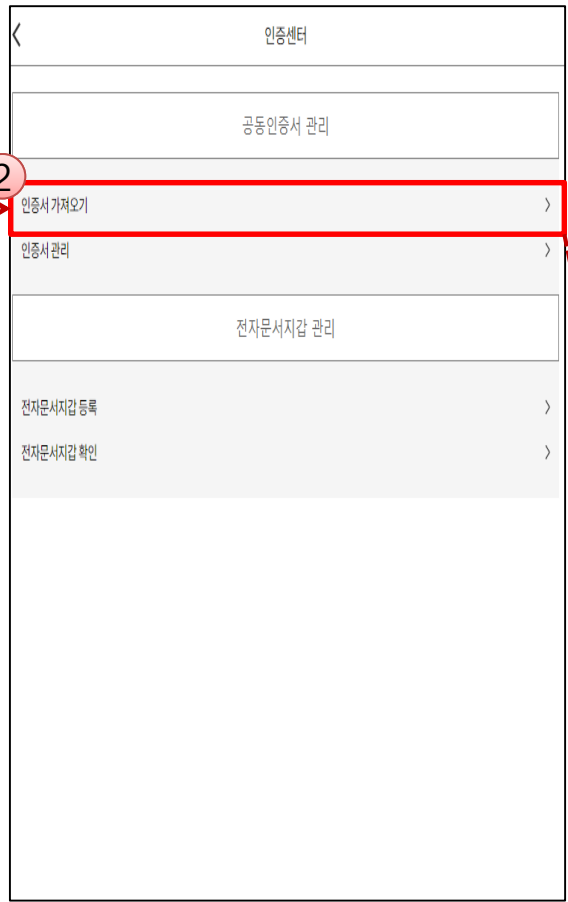 인증센터
공동인증서 관리
2
인증서 가져오기
인증서 관리
전자문서지갑 관리
전자문서지갑 등록
전자문서지갑 확인